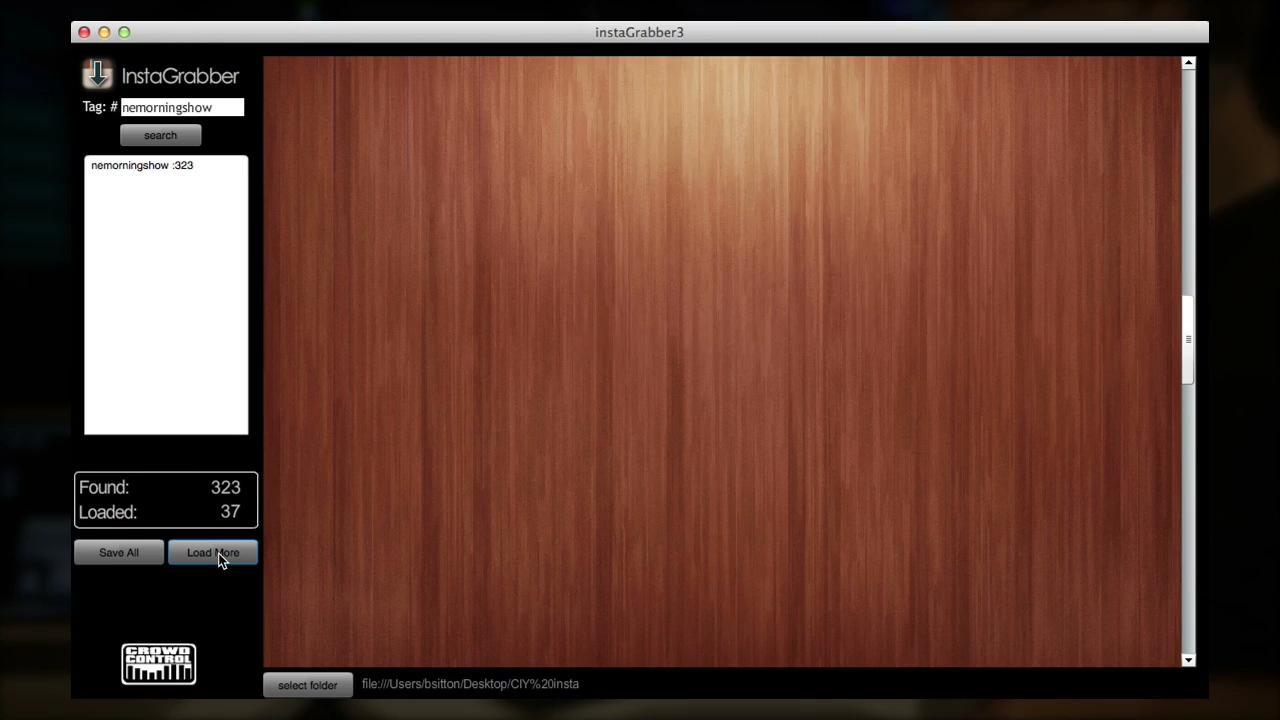 instaGrabber3
InstaGrabber
Tag: # nemorningshow
search
nemorningshow :323
Found: 323
Loaded: 37
Save All
Load More
CROWD
CONTROL
select folder
file:///Users/bsitton/Desktop/CIY%20insta